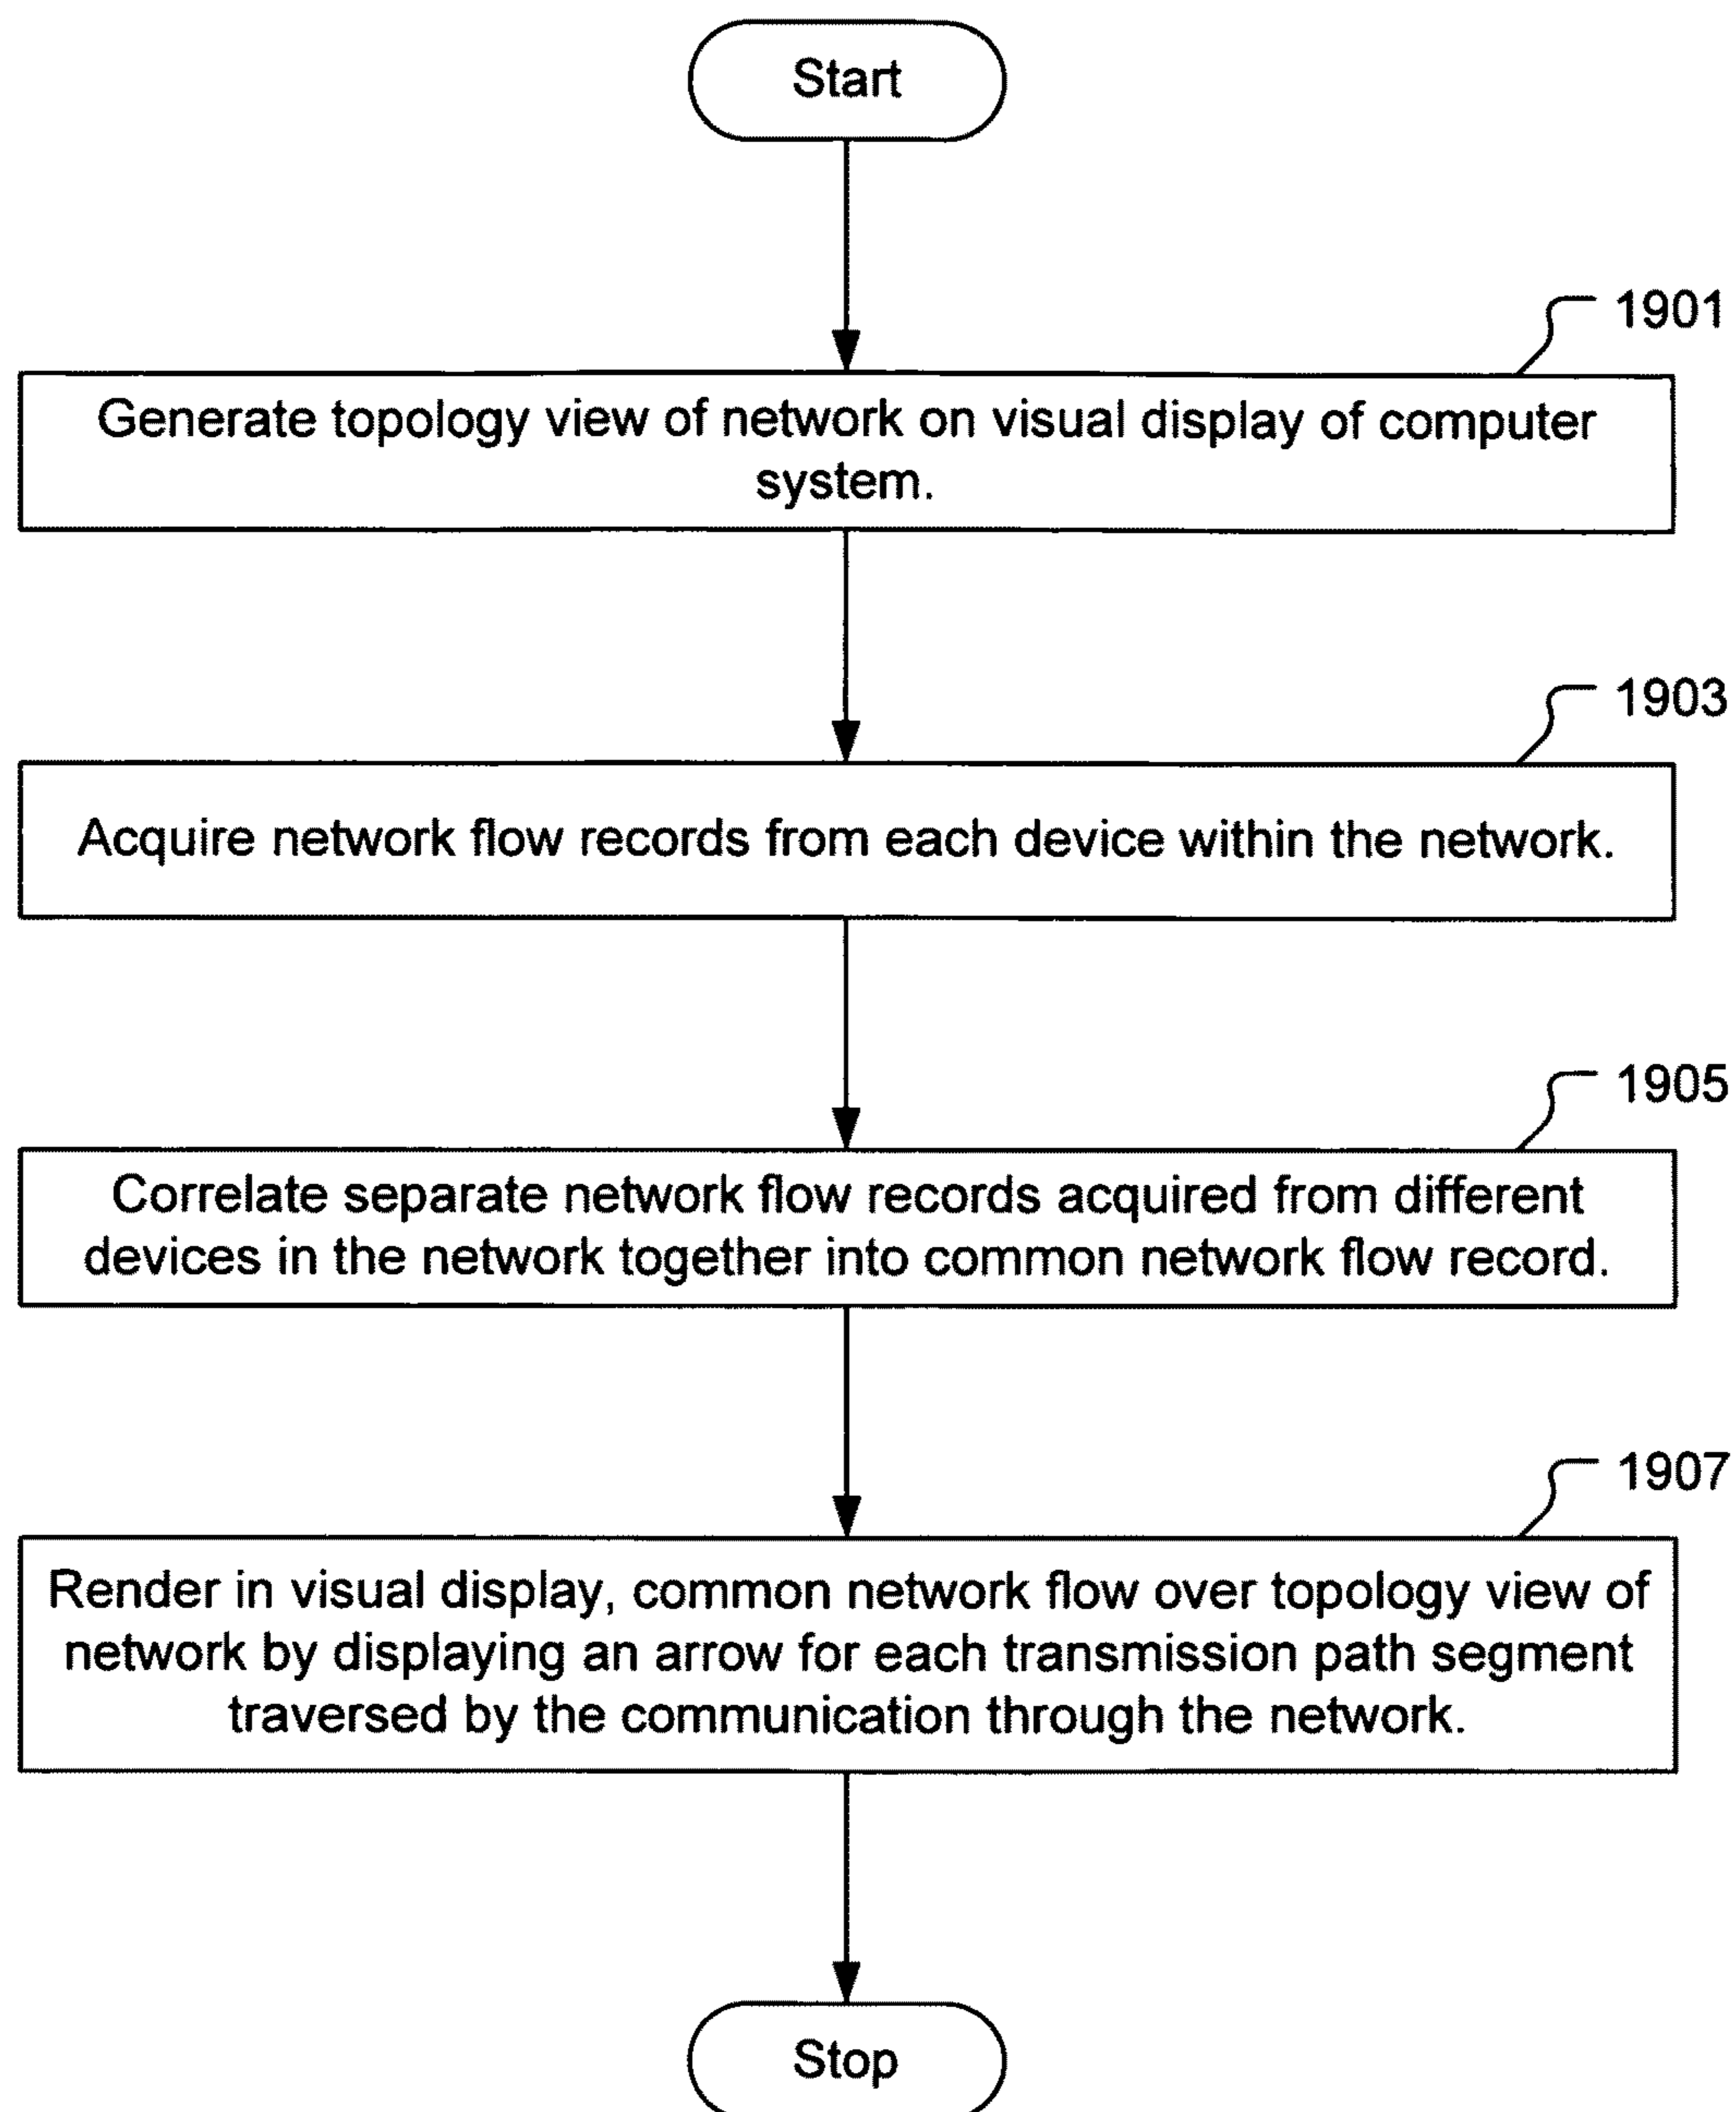 Start
1901
Generate topology view of network on visual display of computer
system.
1903
Acquire network flow records from each device within the network.
1905
Correlate separate network flow records acquired from different
devices in the network together into common network flow record.
1907
Render in visual display, common network flow over topology view of
network by displaying an arrow for each transmission path segment
traversed by the communication through the network.
Stop